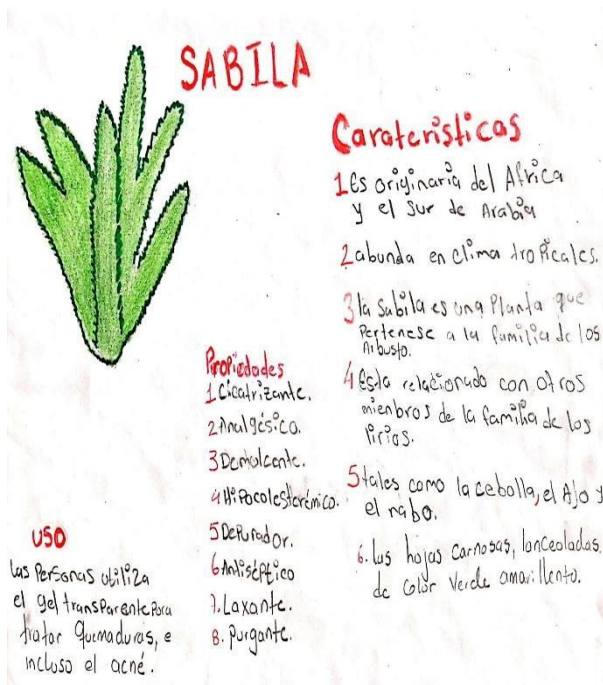 SABILA
Caraterísticas
1 Es originaria del Africa
y el Sur de Arabia
2 abunda en clima tropicales.
3 la Sabila es una Planta que
Pertenese a la familia de los
Arbusto.
4 Esta relacionado con otros
mienbros de la familia de los
lirios.
5 tales como la cebolla, el Ajo y
el nabo.
6. las hojas carnosas, lanceoladas,
de color Verde amarillento.
Propiedades
1 Cicatrizante.
2 Analgésica.
3 Demolcente.
4 Hipocolesterémico.
5 Depurador.
6 Antiséptico
7. Laxante.
8. Purgante.
USO
Las Personas utiliza
el gel transparente Para
tratar Quemaduras, e
incluso el acné.